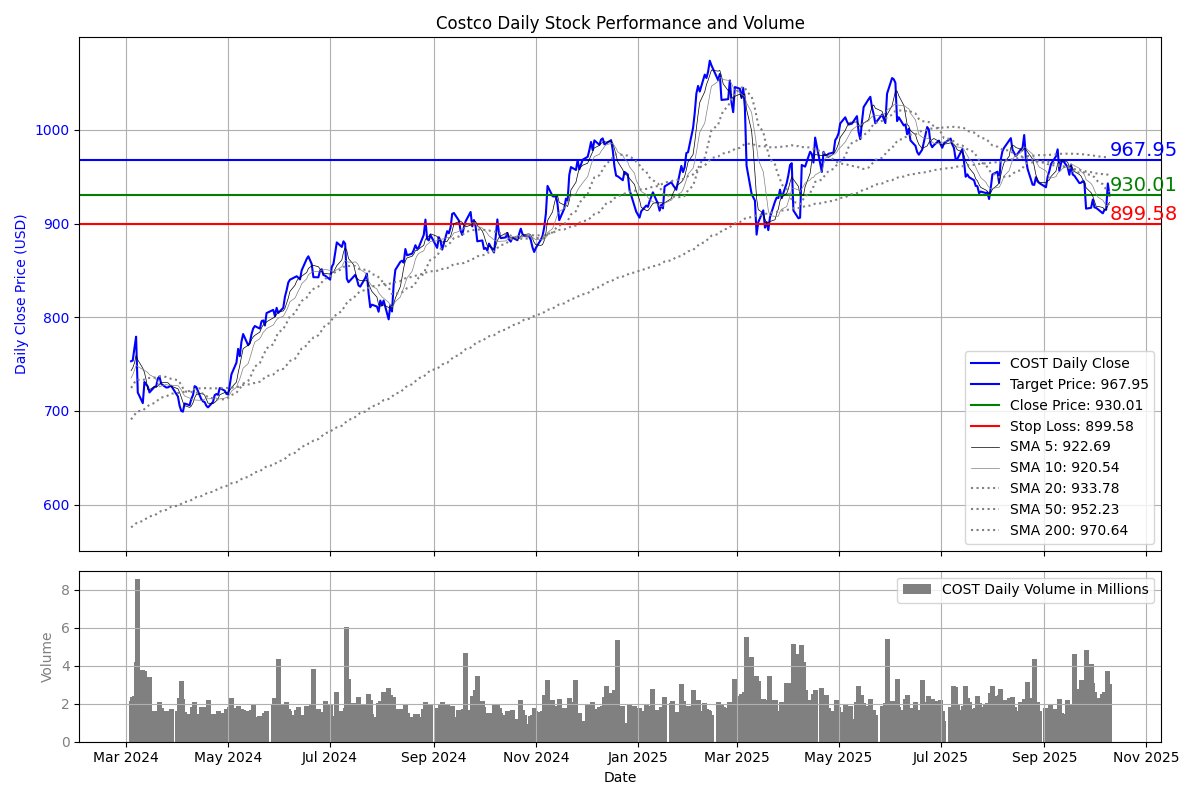 Costco Daily Stock Performance and Volume
Daily Close Price (USD)
1000
900
800
700
600
967.95
930.01
899.58
COST Daily Close
Target Price: 967.95
Close Price: 930.01
Stop Loss: 899.58
SMA 5: 922.69
SMA 10: 920.54
SMA 20: 933.78
SMA 50: 952.23
SMA 200: 970.64
Volume
8
6
4
2
0
COST Daily Volume in Millions
Mar 2024 May 2024 Jul 2024 Sep 2024 Nov 2024 Jan 2025 Mar 2025 May 2025 Jul 2025 Sep 2025 Nov 2025
Date